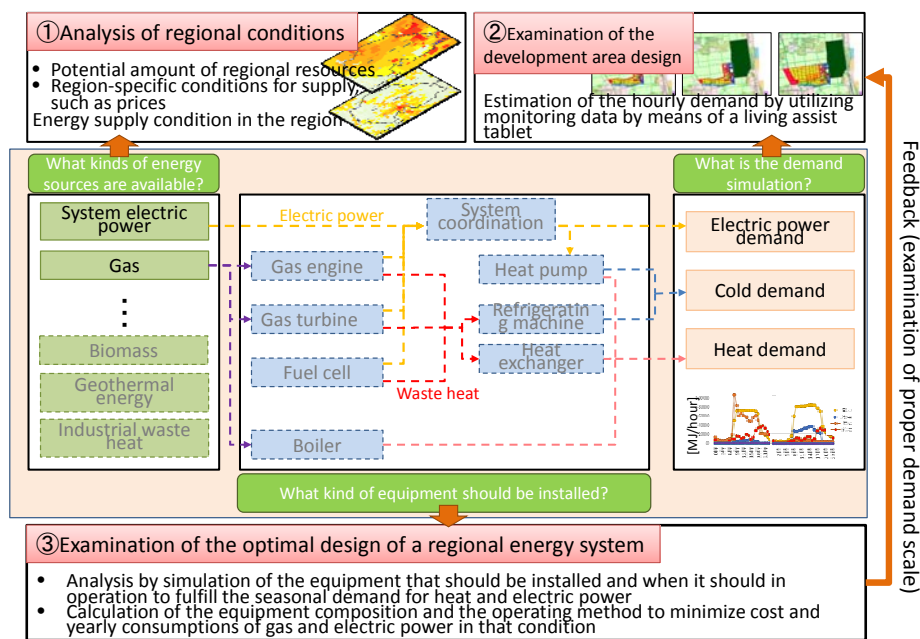 ①Analysis of regional conditions
• Potential amount of regional resources
• Region-specific conditions for supply,
such as prices
Energy supply condition in the region
②Examination of the
development area design
Estimation of the hourly demand by utilizing
monitoring data by means of a living assist
tablet
What kinds of energy
sources are available?
What is the demand
simulation?
System electric
power
Gas
⋮
Biomass
Geothermal
energy
Industrial waste
heat
Electric power
System
coordination
Gas engine
Heat pump
Gas turbine
Refrigeratin
g machine
Fuel cell
Heat
exchanger
Waste heat
Boiler
Electric power
demand
Cold demand
Heat demand
[MJ/hour]
What kind of equipment should be installed?
③Examination of the optimal design of a regional energy system
• Analysis by simulation of the equipment that should be installed and when it should in
operation to fulfill the seasonal demand for heat and electric power
• Calculation of the equipment composition and the operating method to minimize cost and
yearly consumptions of gas and electric power in that condition
Feedback (examination of proper demand scale)